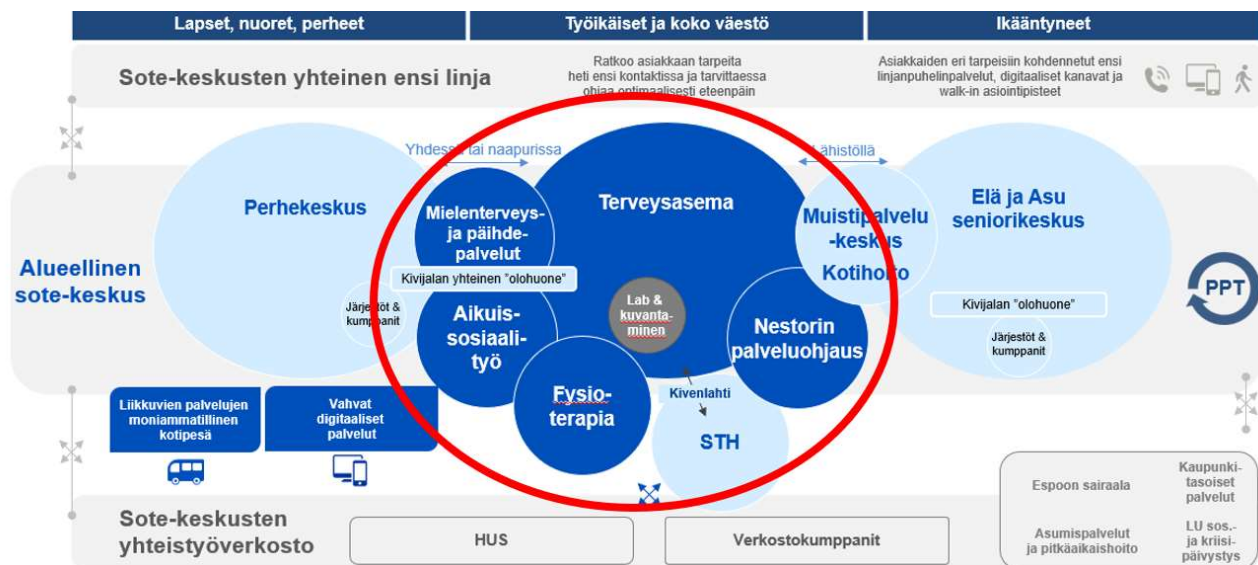 Lapset, nuoret, perheet
Työikäiset ja koko väestö
Ikääntyneet
Sote-keskusten yhteinen ensi linja
Ratkoo asiakkaan tarpeita
heti ensi kontaktissa ja tarvittaessa
ohjaa optimaalisesti eteenpäin
Asiakkaiden eri tarpeisiin kohdennetut ensi
linjanpuhelinpalvelut, digitaaliset kanavat ja
walk-in asiointipisteet
Yhdessä tai naapurissa
Lähistöllä
Alueellinen
sote-keskus
Perhekeskus
Järjestöt &
kumppanit
Mielenterveys-
ja päihde-
palvelut
Kivijalan yhteinen "olohuone"
Aikuis-
sosiaali-
työ
Terveysasema
Lab &
kuvanta-
minen
Fysio-
terapia
Nestorin
palveluohjaus
Kivenlahti
STH
Muistipalvelu
-keskus
Kotihoito
Elä ja Asu
seniorikeskus
Kivijalan "olohuone"
Järjestöt &
kumppanit
PPT
Liikkuvien palvelujen
moniammatillinen
kotipesä
Vahvat
digitaaliset
palvelut
Sote-keskusten
yhteistyöverkosto
HUS
Verkostokumppanit
Espoon sairaala
Kaupunki-
tasoiset
palvelut
Asumispalvelut
ja pitkäaikaishoito
LU sos.-
ja kriisi-
päivystys